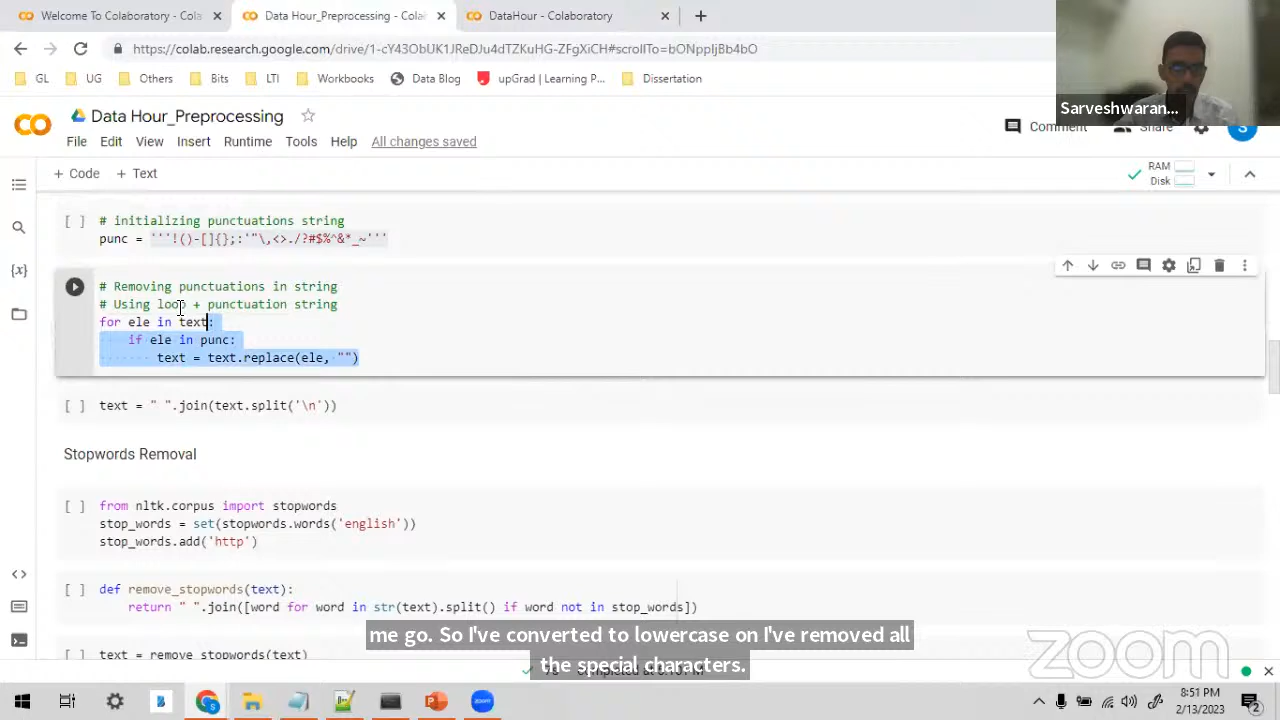 Welcome To Colaboratory - Colab
Data Hour_Preprocessing - Cola
DataHour - Colaboratory
https://colab.research.google.com/drive/1-cY43ObUK1JReDJu4dTZKuHG-ZFgXiCH#scrollTo=bONppIjBb4bO
GL
UG
Others
Bits
LTI
Workbooks
Data Blog
upGrad | Learning P...
Dissertation
Sarveshwaran...
Data Hour_Preprocessing
Comment
Share
S
File Edit View Insert Runtime Tools Help All changes saved
+ Code + Text
RAM
Disk
[ ] # initializing punctuations string
punc = '''!()-[]{};:'"\,<>./?#$%^&*_~'''
# Removing punctuations in string
# Using loop + punctuation string
for ele in text:
if ele in punc:
text = text.replace(ele, "")
[ ] text = " ".join(text.split('\n'))
Stopwords Removal
[ ] from nltk.corpus import stopwords
stop_words = set(stopwords.words('english'))
stop_words.add('http')
[ ] def remove_stopwords(text):
return " ".join([word for word in str(text).split() if word not in stop_words])
[ ] text = remove_stopwords(text)
me go. So I've converted to lowercase on I've removed all
the special characters.
zoom
8:51 PM
2/13/2023